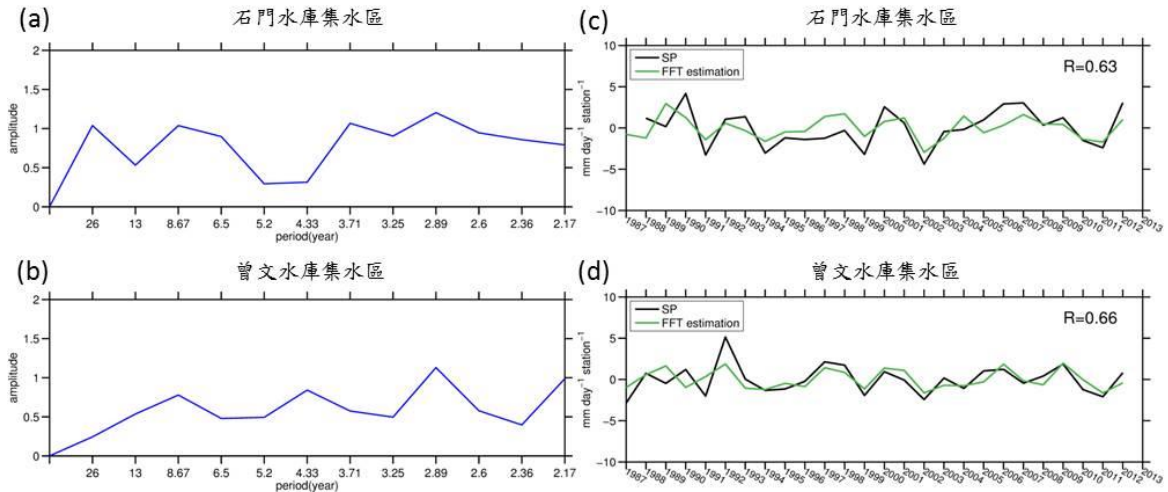 (a) 石門水庫集水區
2
1.5
1
0.5
0
amplitude
26 13 8.67 6.5 5.2 4.33 3.71 3.25 2.89 2.6 2.36 2.17
period(year)
(b) 曾文水庫集水區
2
1.5
1
0.5
0
amplitude
26 13 8.67 6.5 5.2 4.33 3.71 3.25 2.89 2.6 2.36 2.17
period(year)
(c) 石門水庫集水區
10
5
0
−5
−10
mm day⁻¹ station⁻¹
SP
FFT estimation
R=0.63
1987 1988 1989 1990 1991 1992 1993 1994 1995 1996 1997 1998 1999 2000 2001 2002 2003 2004 2005 2006 2007 2008 2009 2010 2011 2012 2013
(d) 曾文水庫集水區
10
5
0
−5
−10
mm day⁻¹ station⁻¹
SP
FFT estimation
R=0.66
1987 1988 1989 1990 1991 1992 1993 1994 1995 1996 1997 1998 1999 2000 2001 2002 2003 2004 2005 2006 2007 2008 2009 2010 2011 2012 2013